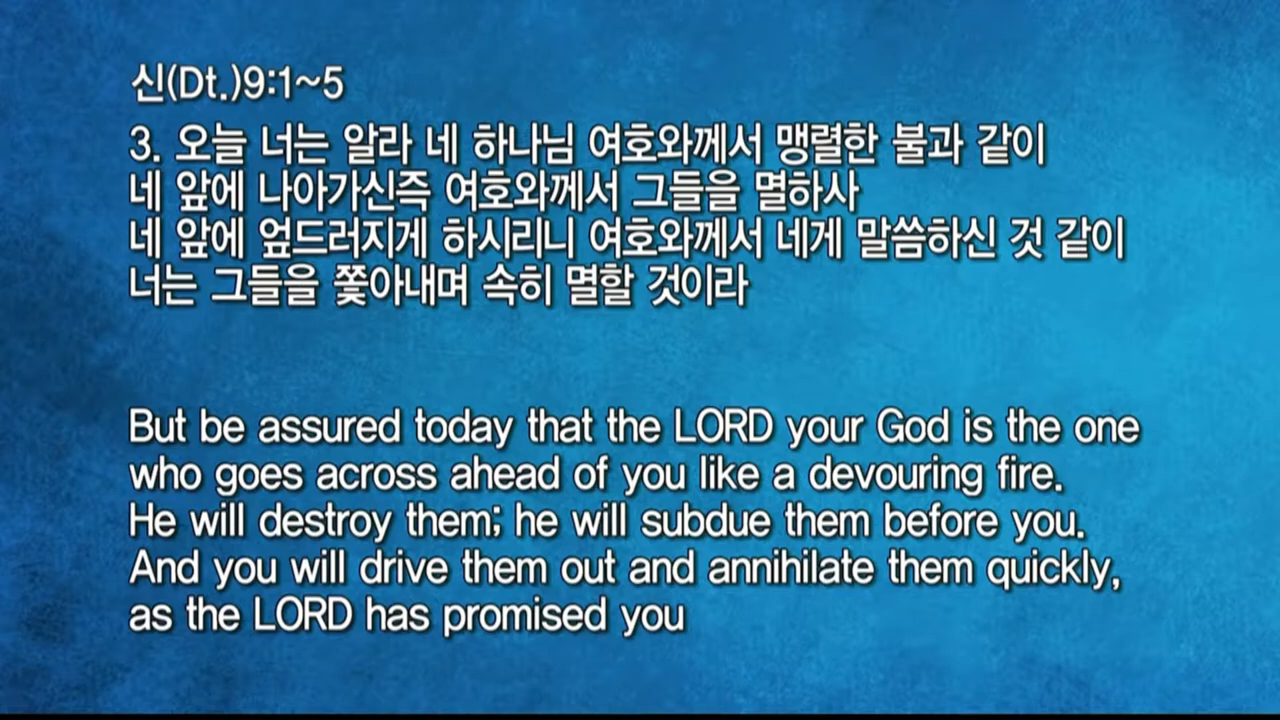 신(Dt.)9:1~5
3. 오늘 너는 알라 네 하나님 여호와께서 맹렬한 불과 같이
네 앞에 나아가신즉 여호와께서 그들을 멸하사
네 앞에 엎드러지게 하시리니 여호와께서 네게 말씀하신 것 같이
너는 그들을 쫓아내며 속히 멸할 것이라
But be assured today that the LORD your God is the one
who goes across ahead of you like a devouring fire.
He will destroy them; he will subdue them before you.
And you will drive them out and annihilate them quickly,
as the LORD has promised you